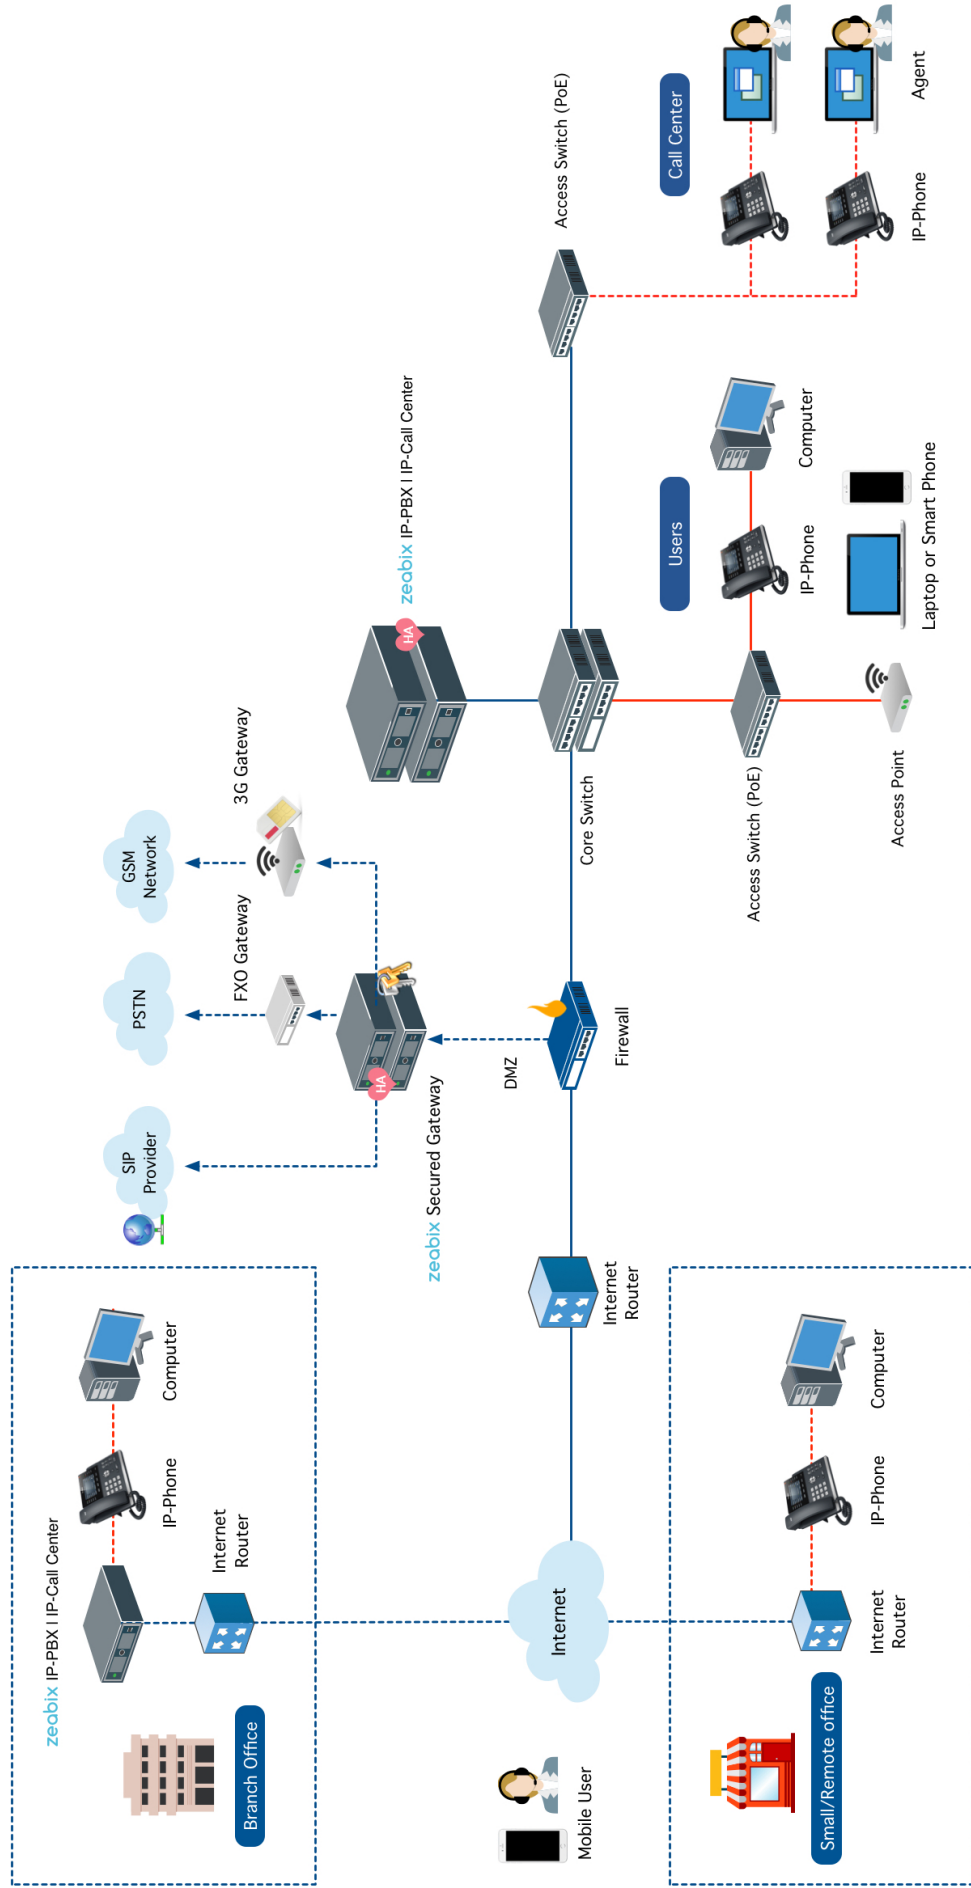 zeabix IP-PBX | IP-Call Center
IP-Phone
Computer
Internet
Router
Branch Office
SIP
Provider
PSTN
GSM
Network
FXO Gateway
3G Gateway
HA
zeabix Secured Gateway
HA
zeabix IP-PBX | IP-Call Center
Access Switch (PoE)
DMZ
Mobile User
Internet
Internet
Router
Firewall
Core Switch
Users
Call Center
IP-Phone
Computer
IP-Phone
Agent
Access Switch (PoE)
Access Point
Laptop or Smart Phone
Small/Remote office
Internet
Router
IP-Phone
Computer